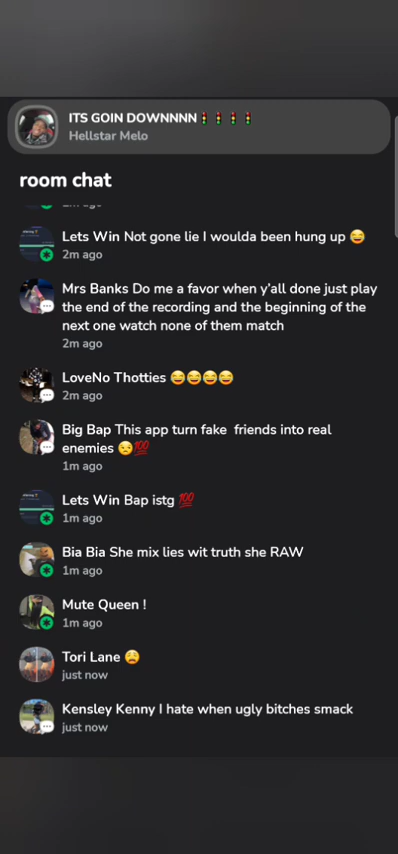 ITS GOIN DOWNNNN🚦🚦🚦🚦
Hellstar Melo
room chat
2m ago
Lets Win Not gone lie I woulda been hung up 😂
2m ago
Mrs Banks Do me a favor when y'all done just play
the end of the recording and the beginning of the
next one watch none of them match
2m ago
LoveNo Thotties 😂😂😂😂
2m ago
Big Bap This app turn fake  friends into real
enemies 😒💯
1m ago
Lets Win Bap istg 💯
1m ago
Bia Bia She mix lies wit truth she RAW
1m ago
Mute Queen !
1m ago
Tori Lane 😩
just now
Kensley Kenny I hate when ugly bitches smack
just now